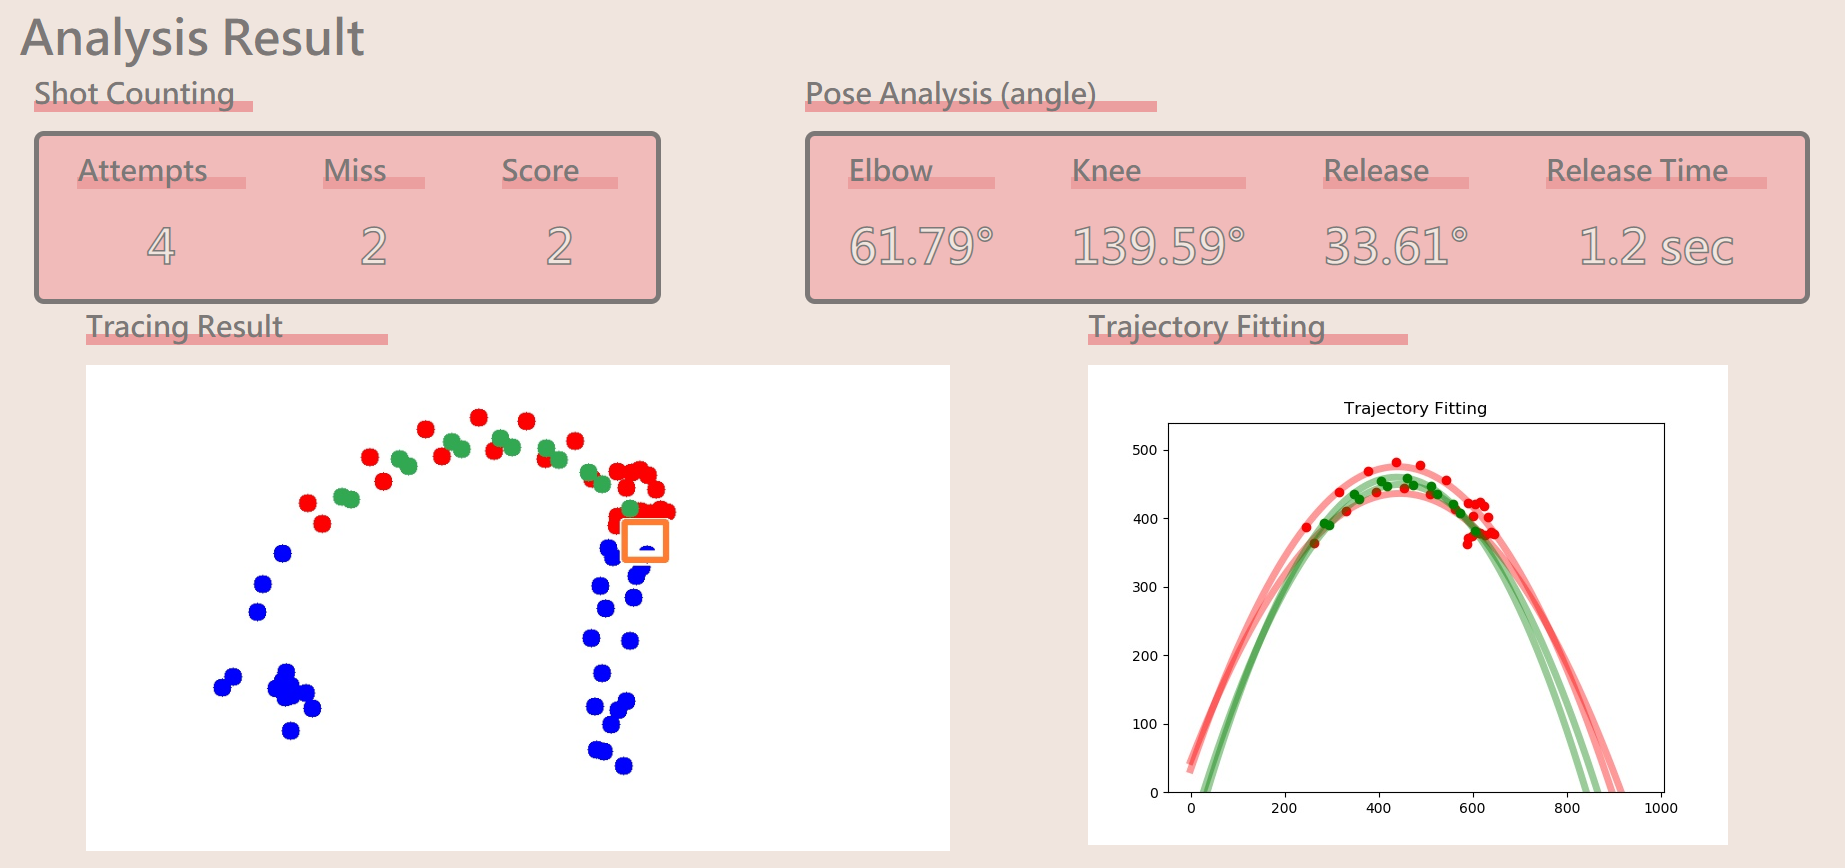 Analysis Result
Shot Counting
Attempts Miss Score
4 2 2
Pose Analysis (angle)
Elbow Knee Release Release Time
61.79° 139.59° 33.61° 1.2 sec
Tracing Result
Trajectory Fitting
Trajectory Fitting
500
400
300
200
100
0
0 200 400 600 800 1000